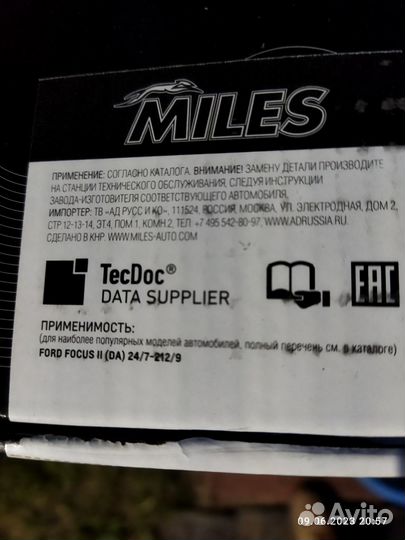 MILES
ПРИМЕНЕНИЕ: СОГЛАСНО КАТАЛОГА. ВНИМАНИЕ! ЗАМЕНУ ДЕТАЛИ ПРОИЗВОДИТЕ
НА СТАНЦИИ ТЕХНИЧЕСКОГО ОБСЛУЖИВАНИЯ, СЛЕДУЯ ИНСТРУКЦИИ
ЗАВОДА-ИЗГОТОВИТЕЛЯ СООТВЕТСТВУЮЩЕГО АВТОМОБИЛЯ.
ИМПОРТЕР: ТВ «АД РУСС И КО», 111524, РОССИЯ, МОСКВА, УЛ. ЭЛЕКТРОДНАЯ, ДОМ 2,
СТР 12-13-14, ЭТ4, ПОМ 1, КОМН 2, ТЕЛ +7 495 542-80-97, WWW.ADRUSSIA.RU.
СДЕЛАНО В КНР. WWW.MILES-AUTO.COM
TecDoc®
DATA SUPPLIER
EAC
ПРИМЕНИМОСТЬ:
(для наиболее популярных моделей автомобилей, полный перечень см. в каталоге)
FORD FOCUS II (DA) 24/7-212/9
09.06.2023 20:57
Avito